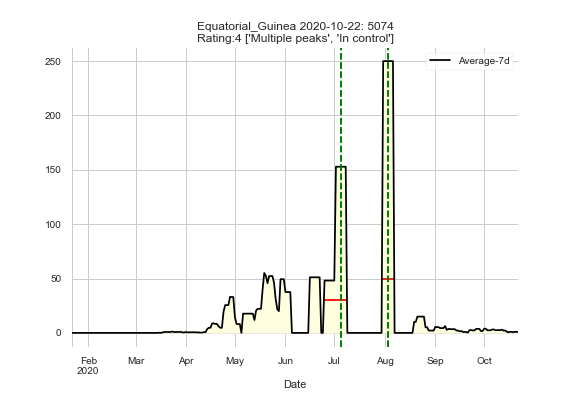 Equatorial_Guinea 2020-10-22: 5074
Rating:4 ['Multiple peaks', 'In control']
Average-7d
250
200
150
100
50
0
Feb Mar Apr May Jun Jul Aug Sep Oct
2020
Date